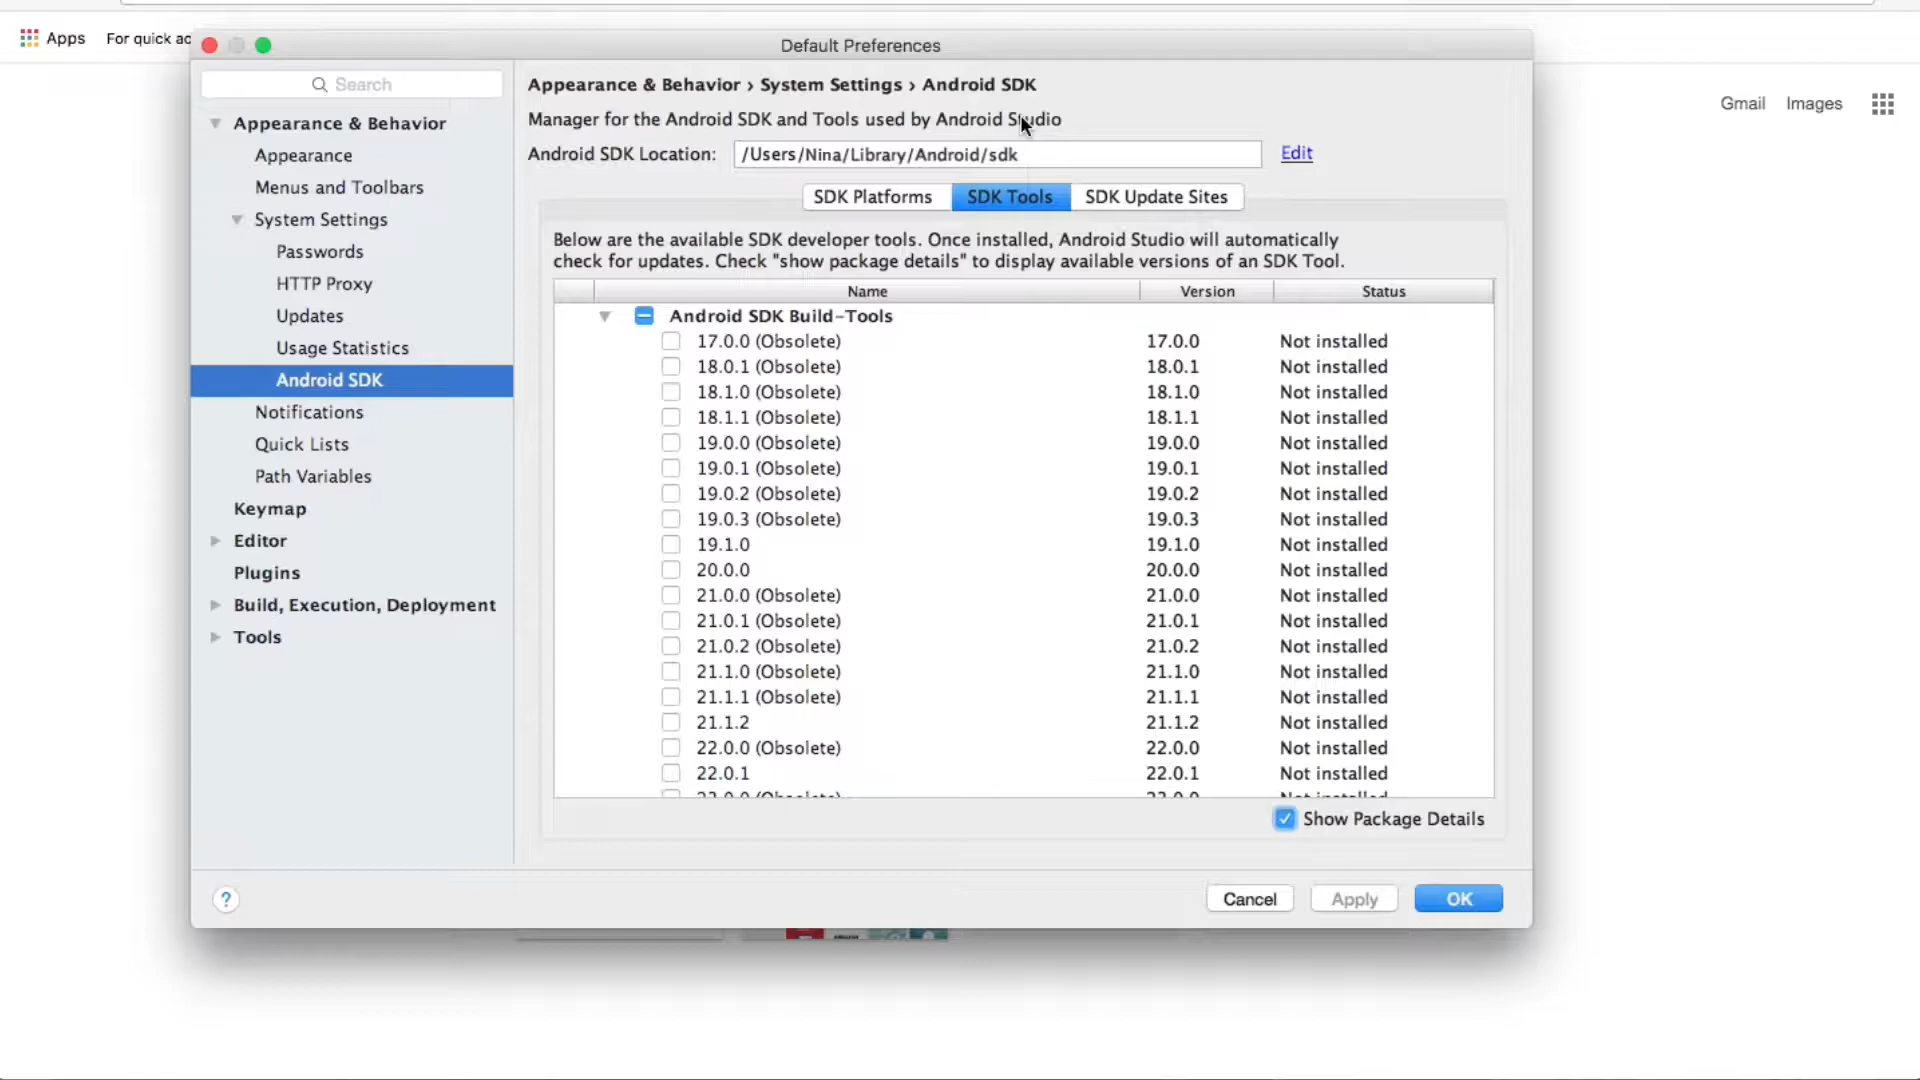 Apps
For quick ac
Default Preferences
Gmail
Images
Search
Appearance & Behavior
Appearance
Menus and Toolbars
System Settings
Passwords
HTTP Proxy
Updates
Usage Statistics
Android SDK
Notifications
Quick Lists
Path Variables
Keymap
Editor
Plugins
Build, Execution, Deployment
Tools
Appearance & Behavior › System Settings › Android SDK
Manager for the Android SDK and Tools used by Android Studio
Android SDK Location: /Users/Nina/Library/Android/sdk Edit
SDK Platforms SDK Tools SDK Update Sites
Below are the available SDK developer tools. Once installed, Android Studio will automatically
check for updates. Check "show package details" to display available versions of an SDK Tool.
Name Version Status
Android SDK Build-Tools
17.0.0 (Obsolete) 17.0.0 Not installed
18.0.1 (Obsolete) 18.0.1 Not installed
18.1.0 (Obsolete) 18.1.0 Not installed
18.1.1 (Obsolete) 18.1.1 Not installed
19.0.0 (Obsolete) 19.0.0 Not installed
19.0.1 (Obsolete) 19.0.1 Not installed
19.0.2 (Obsolete) 19.0.2 Not installed
19.0.3 (Obsolete) 19.0.3 Not installed
19.1.0 19.1.0 Not installed
20.0.0 20.0.0 Not installed
21.0.0 (Obsolete) 21.0.0 Not installed
21.0.1 (Obsolete) 21.0.1 Not installed
21.0.2 (Obsolete) 21.0.2 Not installed
21.1.0 (Obsolete) 21.1.0 Not installed
21.1.1 (Obsolete) 21.1.1 Not installed
21.1.2 21.1.2 Not installed
22.0.0 (Obsolete) 22.0.0 Not installed
22.0.1 22.0.1 Not installed
Show Package Details
? Cancel Apply OK